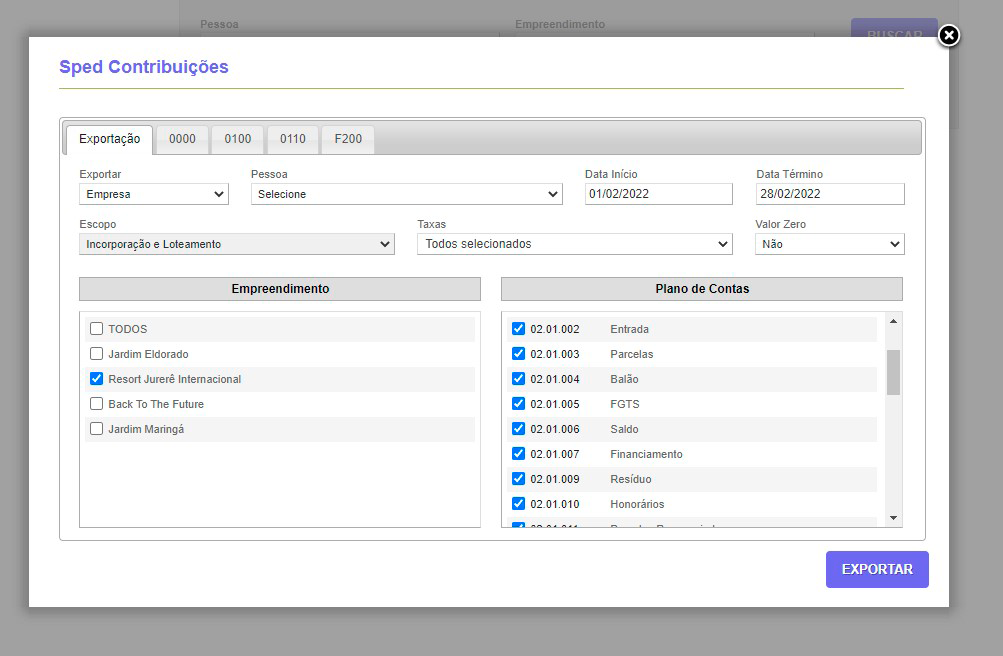 Pessoa Empreendimento
BUSCAR
Sped Contribuições
Exportação 0000 0100 0110 F200
Exportar Pessoa Data Início Data Término
Empresa Selecione 01/02/2022 28/02/2022
Escopo Taxas Valor Zero
Incorporação e Loteamento Todos selecionados Não
Empreendimento Plano de Contas
TODOS 02.01.002 Entrada
Jardim Eldorado 02.01.003 Parcelas
Resort Jurerê Internacional 02.01.004 Balão
Back To The Future 02.01.005 FGTS
Jardim Maringá 02.01.006 Saldo
02.01.007 Financiamento
02.01.009 Resíduo
02.01.010 Honorários
02.01.011
EXPORTAR